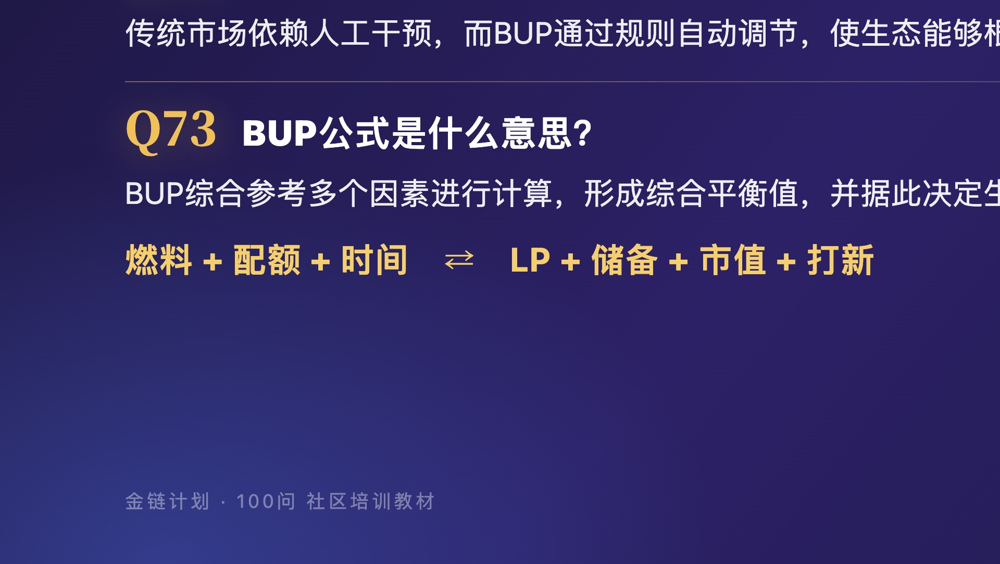 传统市场依赖人工干预，而BUP通过规则自动调节，使生态能够根
Q73 BUP公式是什么意思？
BUP综合参考多个因素进行计算，形成综合平衡值，并据此决定生
燃料 + 配额 + 时间 ⇄ LP + 储备 + 市值 + 打新
金链计划 · 100问 社区培训教材